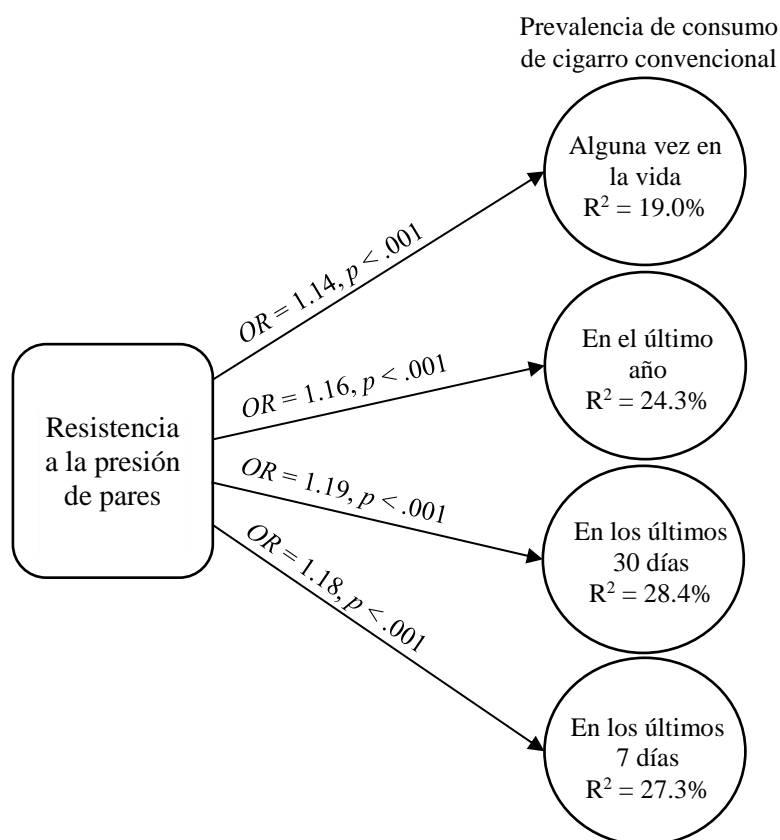 Prevalencia de consumo
de cigarro convencional
Alguna vez en
la vida
R² = 19.0%
OR = 1.14, p < .001
En el último
año
R² = 24.3%
OR = 1.16, p < .001
Resistencia
a la presión
de pares
OR = 1.19, p < .001
En los últimos
30 días
R² = 28.4%
OR = 1.18, p < .001
En los últimos
7 días
R² = 27.3%